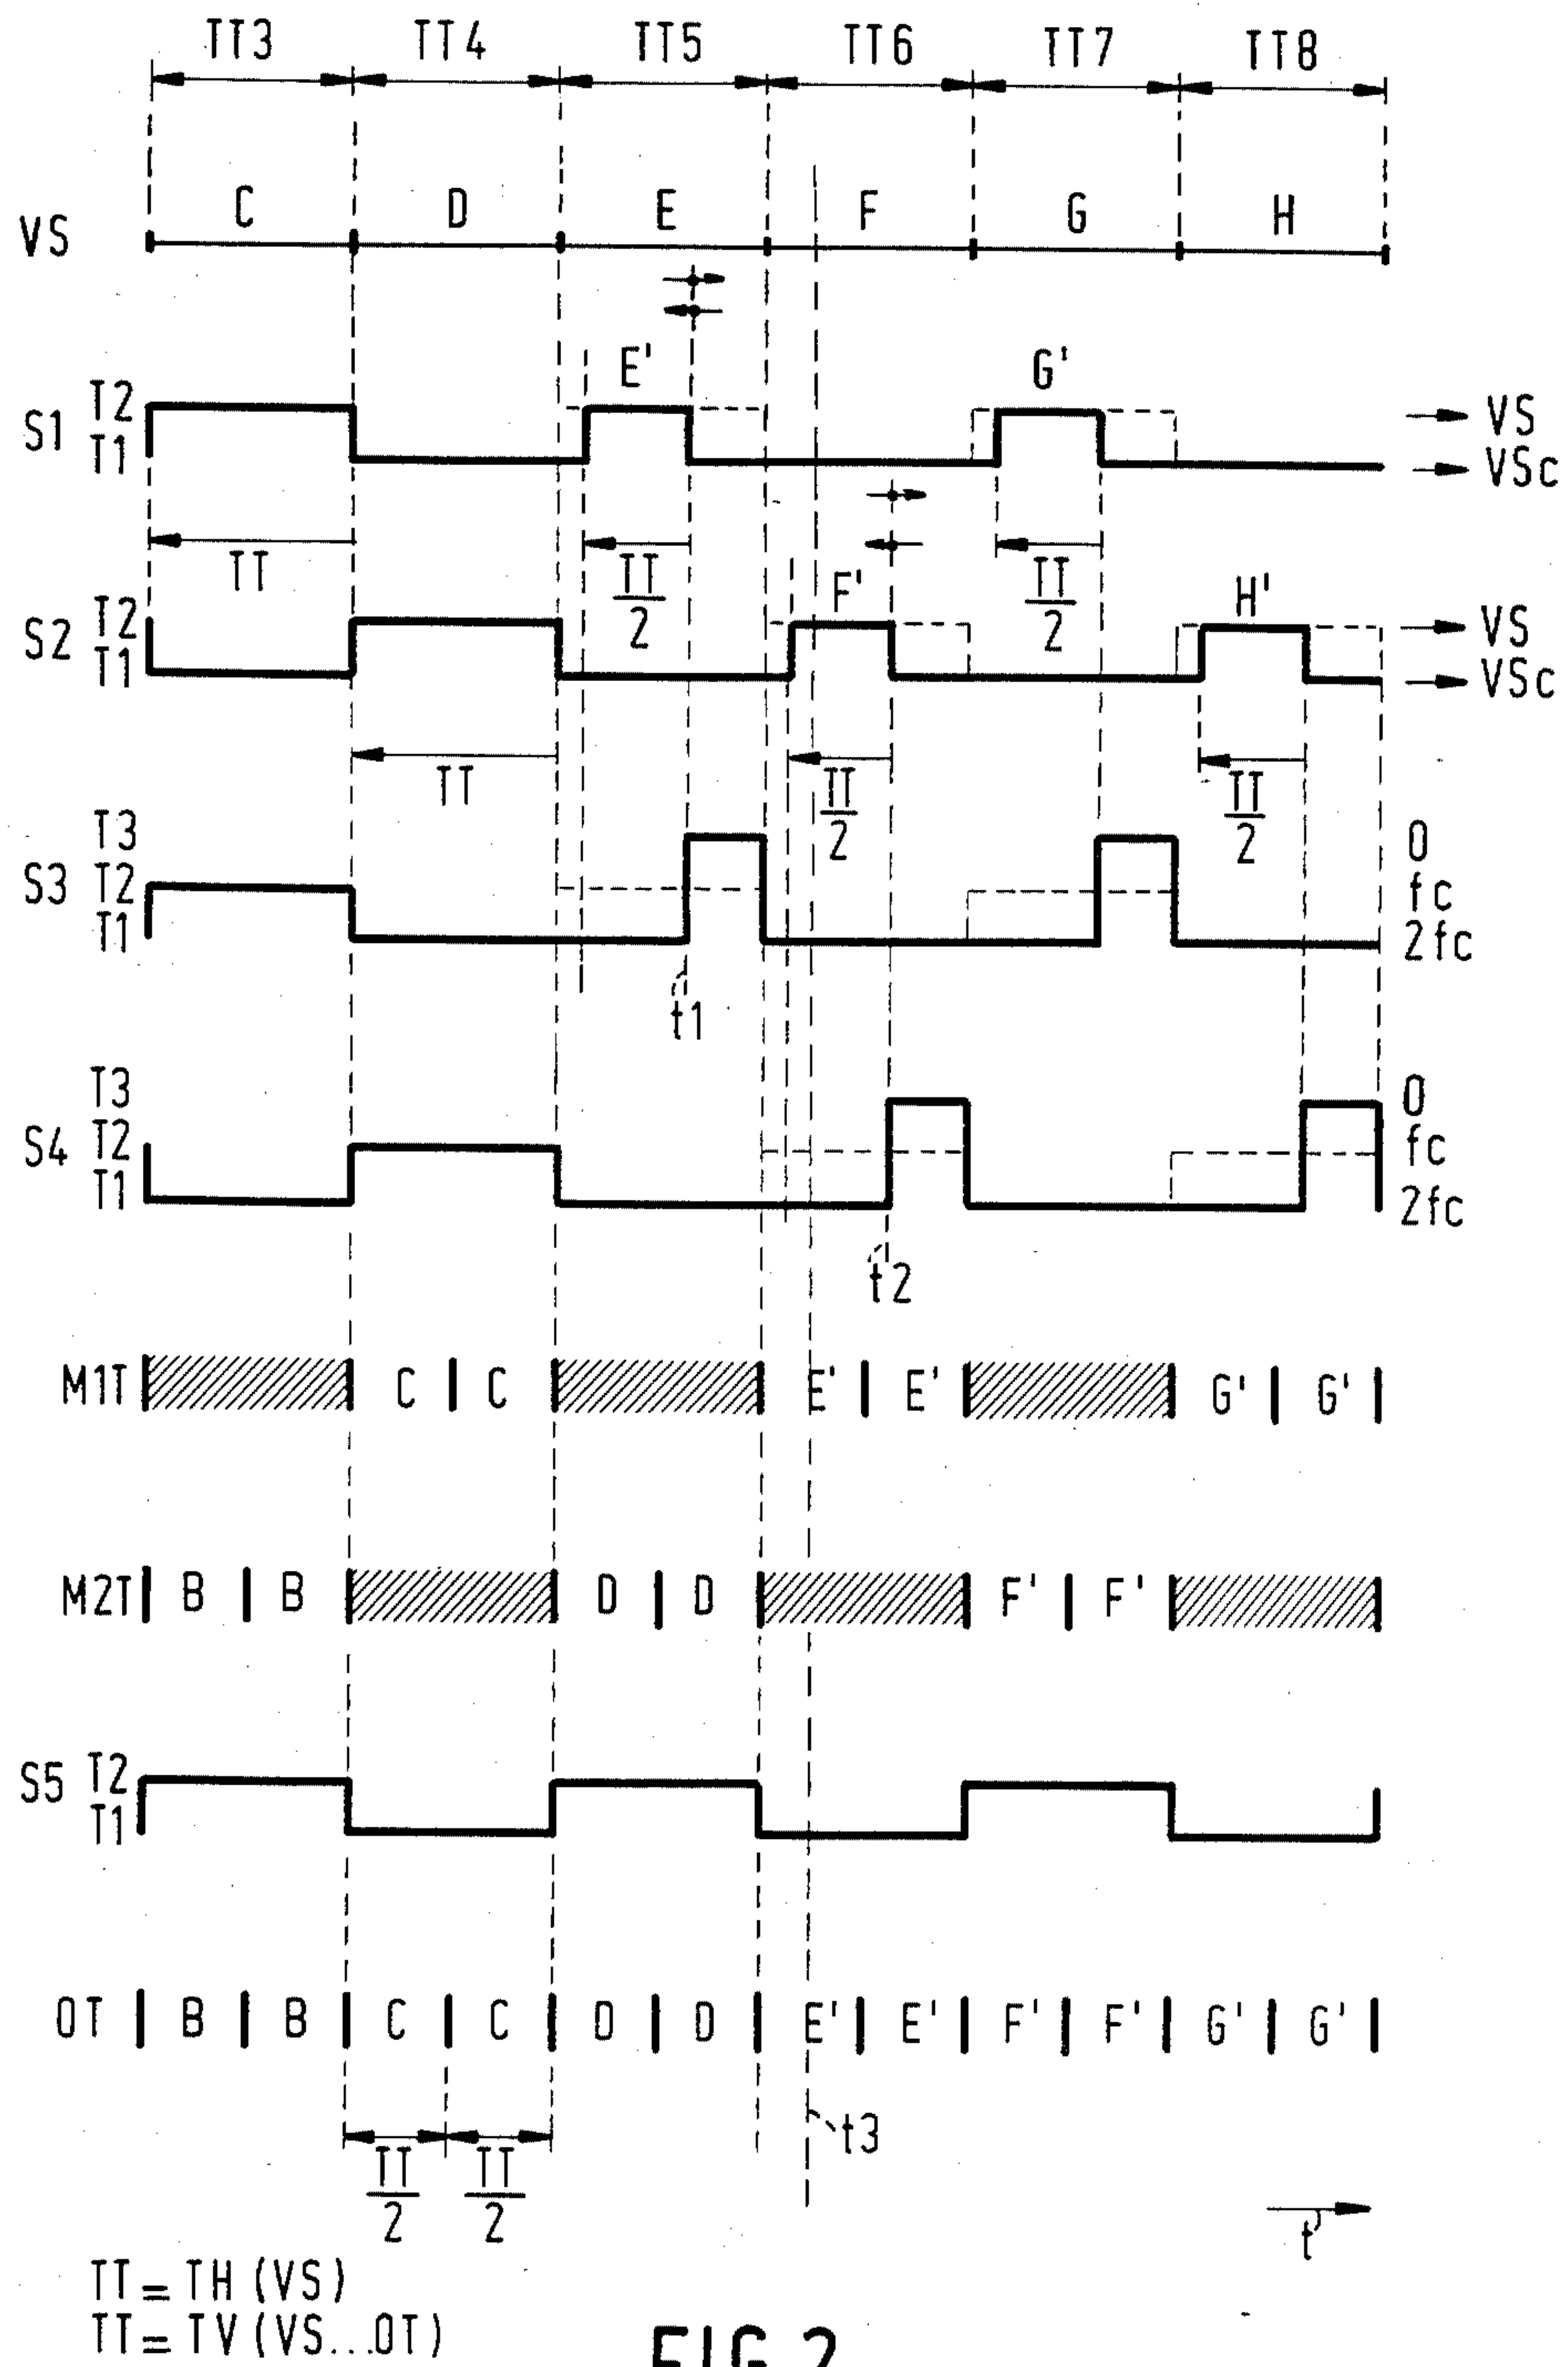 TT3 TT4 TT5 TT6 TT7 TT8
VS C D E F G H
E' G'
S1 T2 VS
T1 VSc
TT TT/2 TT/2
F' H'
S2 T2 VS
T1 VSc
TT TT/2 TT/2
T3 0
S3 T2 fc
T1 2fc
t1
T3 0
S4 T2 fc
T1 2fc
t2
M1T C C E' E' G' G'
M2T B B D D F' F'
S5 T2
T1
OT B B C C D D E' E' F' F' G' G'
t3
TT/2 TT/2
t
TT = TH (VS)
TT = TV (VS...OT)
FIG.2